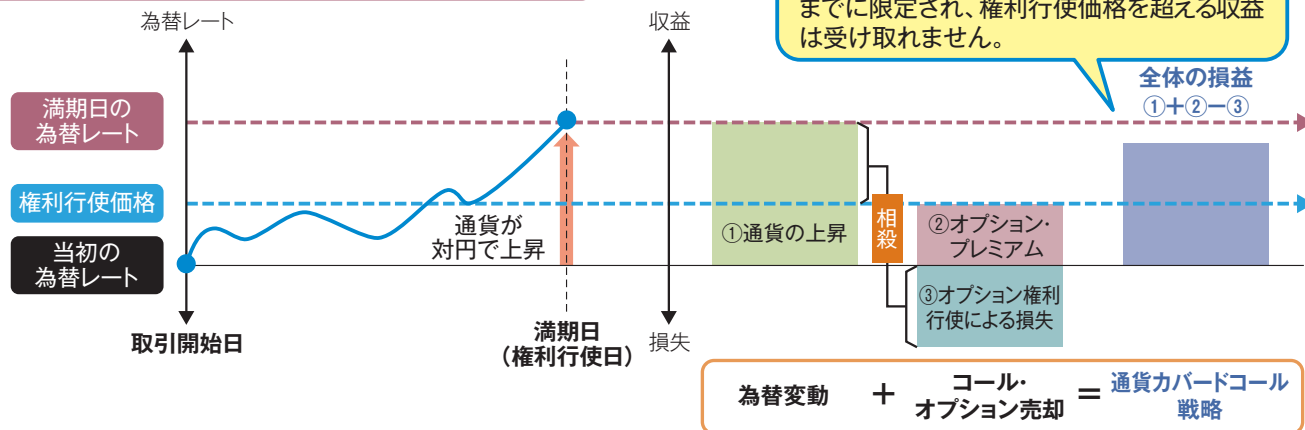 までに限定され、権利行使価格を超える収益
は受け取れません。
為替レート
収益
全体の損益
①+②−③
満期日の
為替レート
権利行使価格
当初の
為替レート
通貨が
対円で上昇
①通貨の上昇
相殺
②オプション・
プレミアム
③オプション権利
行使による損失
取引開始日
満期日
(権利行使日)
損失
為替変動 + コール・
オプション売却 = 通貨カバードコール
戦略